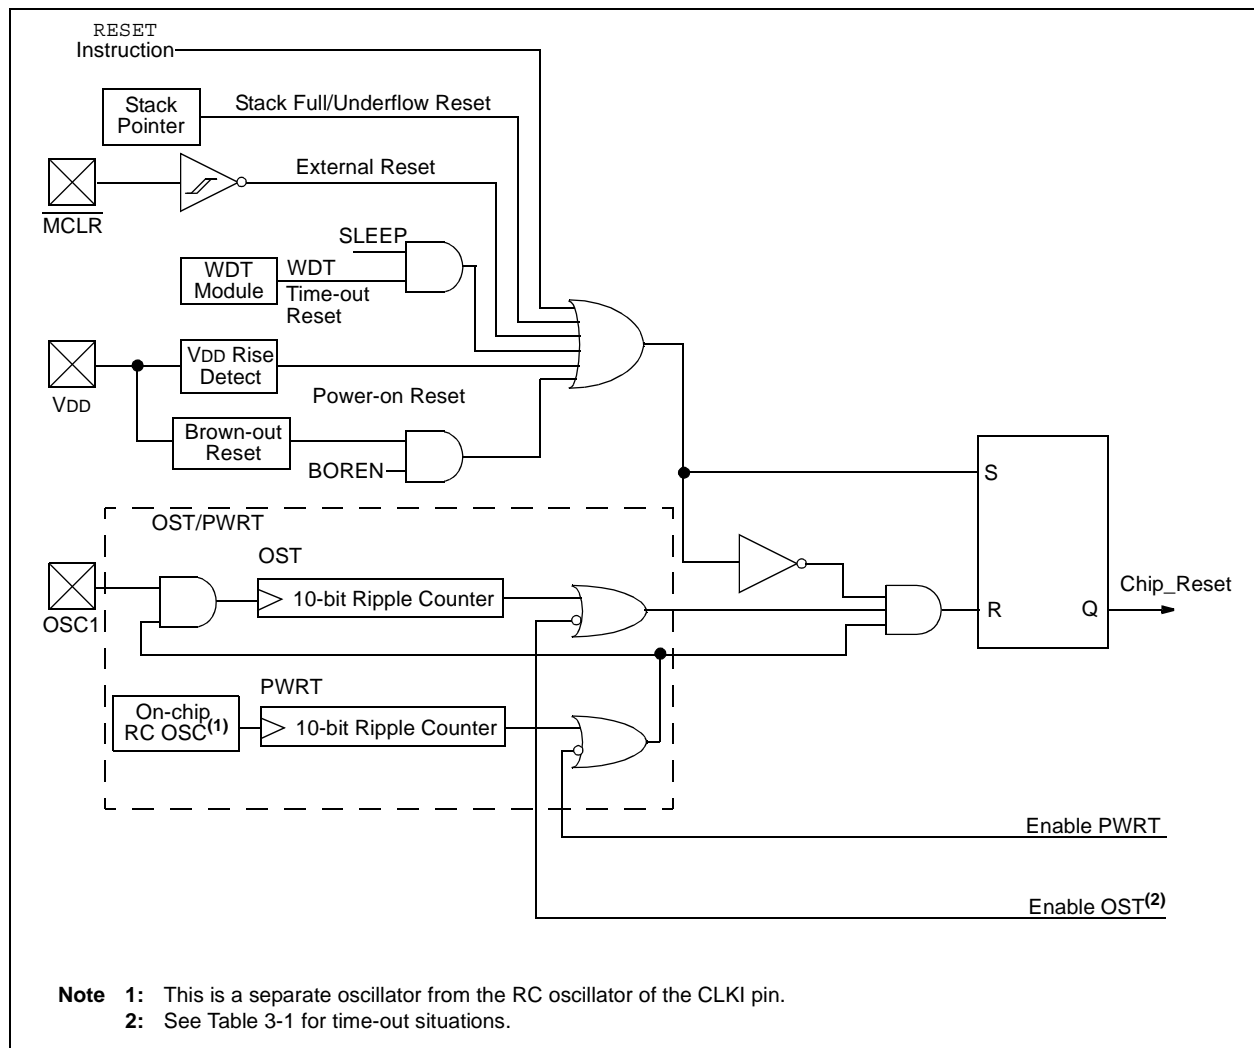 RESET
Instruction
Stack
Pointer
Stack Full/Underflow Reset
External Reset
MCLR
SLEEP
WDT
Module
WDT
Time-out
Reset
VDD Rise
Detect
VDD
Power-on Reset
Brown-out
Reset
BOREN
S
OST/PWRT
OST
10-bit Ripple Counter
OSC1
Chip_Reset
R
Q
PWRT
On-chip
RC OSC(1)
10-bit Ripple Counter
Enable PWRT
Enable OST(2)
Note 1: This is a separate oscillator from the RC oscillator of the CLKI pin.
2: See Table 3-1 for time-out situations.